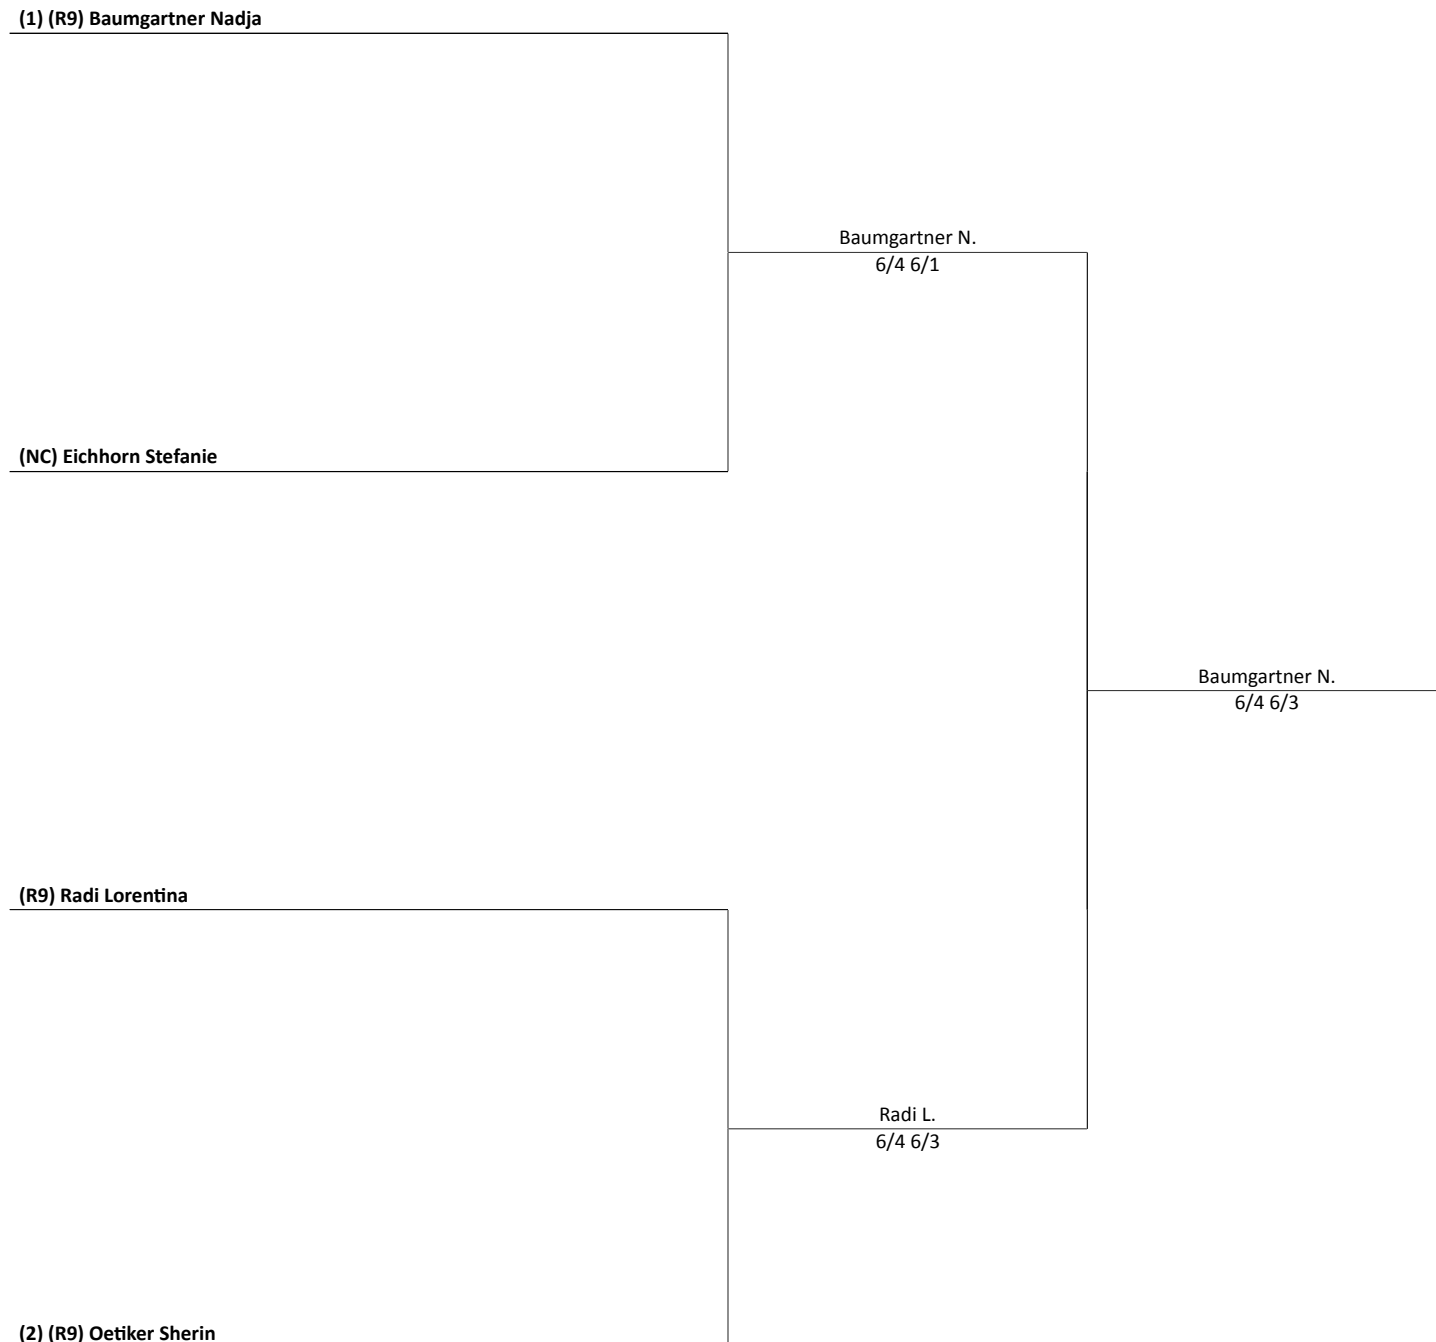 (1) (R9) Baumgartner Nadja
Baumgartner N.
6/4 6/1
(NC) Eichhorn Stefanie
Baumgartner N.
6/4 6/3
(R9) Radi Lorentina
Radi L.
6/4 6/3
(2) (R9) Oetiker Sherin